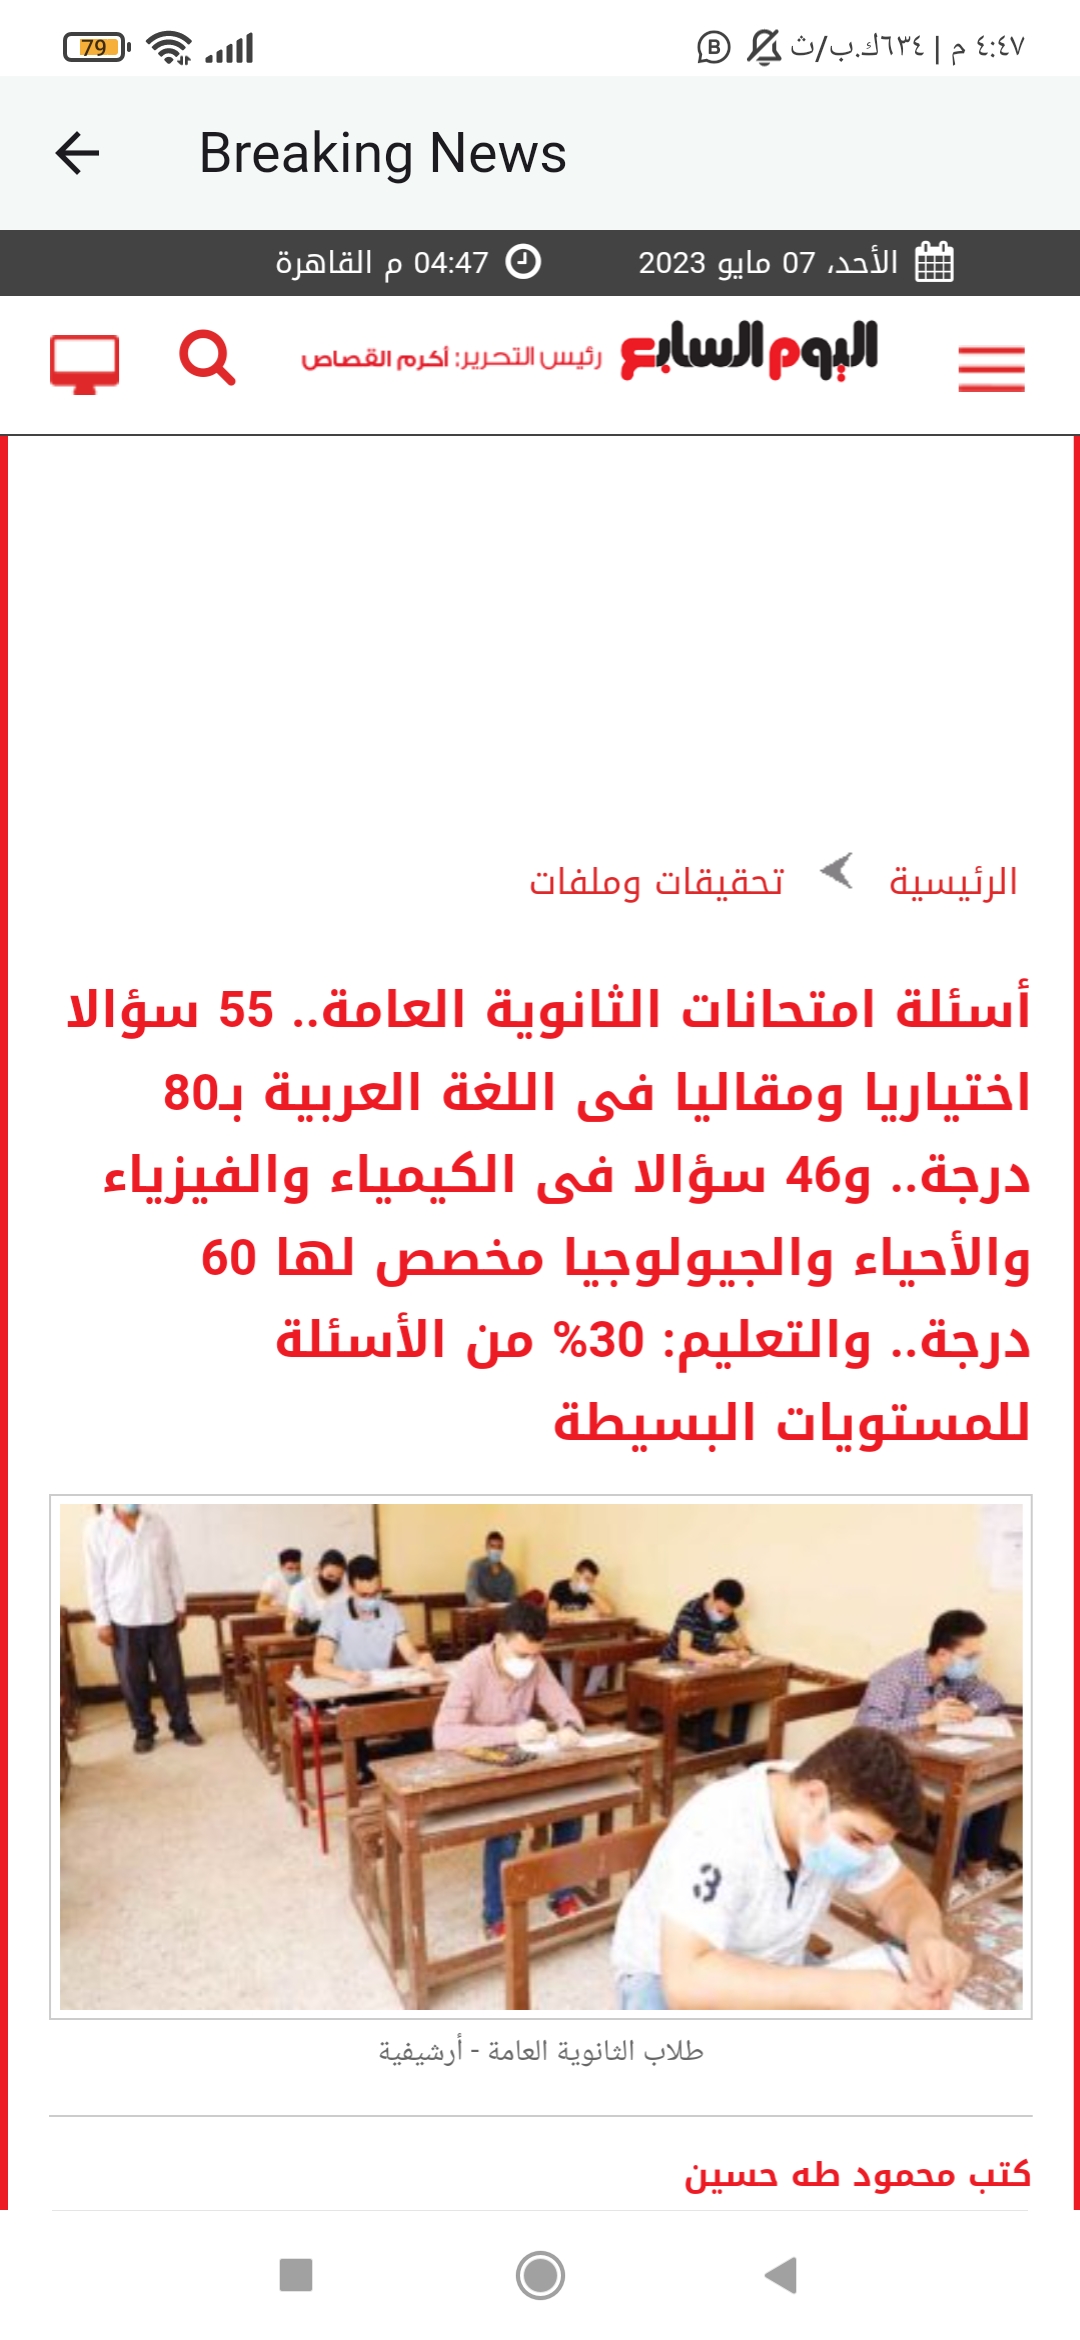 79
٤:٤٧ م | ٦٣٤ك.ب/ث
B
Breaking News
الأحد، 07 مايو 2023
04:47 م القاهرة
اليوم السابع
رئيس التحرير: أكرم القصاص
الرئيسية
تحقيقات وملفات
أسئلة امتحانات الثانوية العامة.. 55 سؤالا
اختياريا ومقاليا فى اللغة العربية بـ80
درجة.. و46 سؤالا فى الكيمياء والفيزياء
والأحياء والجيولوجيا مخصص لها 60
درجة.. والتعليم: 30% من الأسئلة
للمستويات البسيطة
3
طلاب الثانوية العامة - أرشيفية
كتب محمود طه حسين